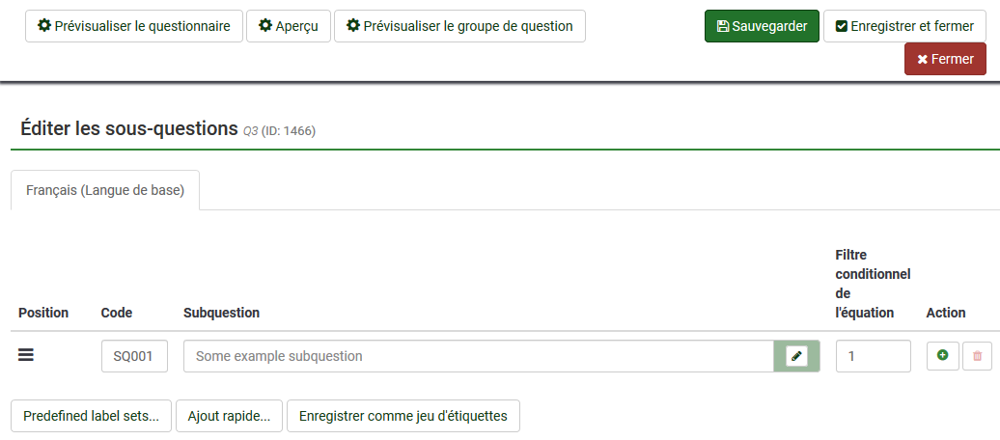 Prévisualiser le questionnaire Aperçu Prévisualiser le groupe de question Sauvegarder Enregistrer et fermer
Fermer
Éditer les sous-questions Q3 (ID: 1466)
Français (Langue de base)
Filtre
conditionnel
de
Position Code Subquestion l'équation Action
SQ001 Some example subquestion 1
Predefined label sets... Ajout rapide... Enregistrer comme jeu d'étiquettes